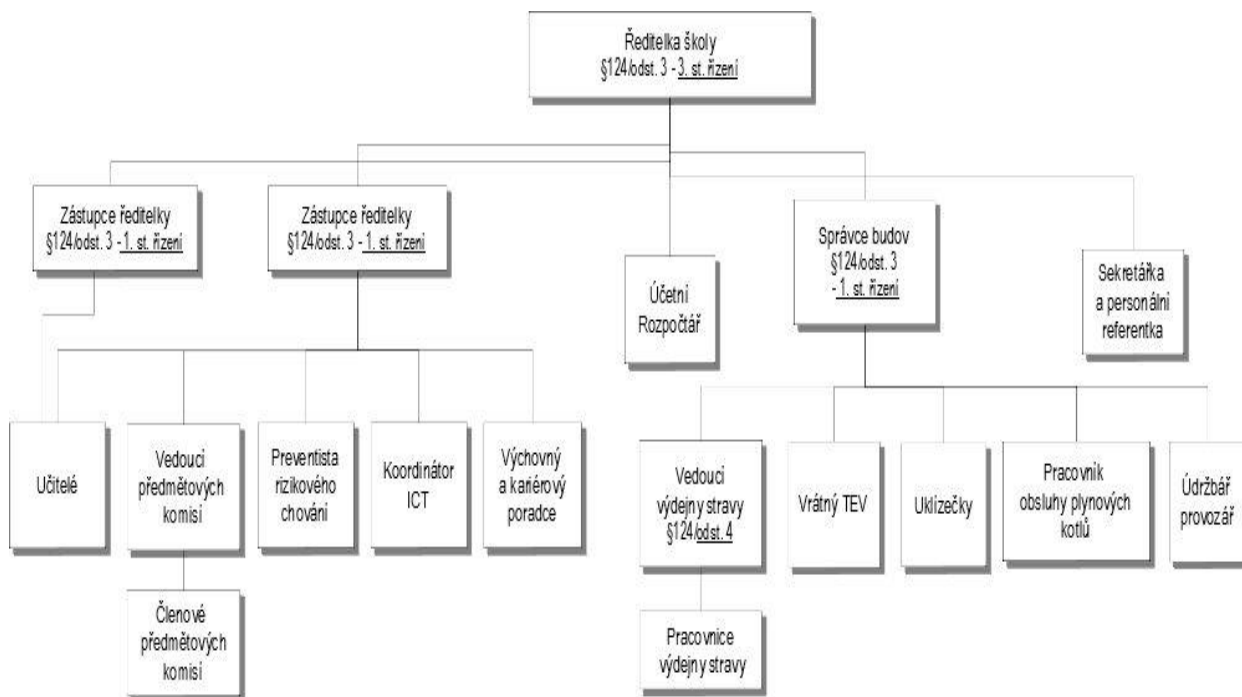 Ředitelka školy
§124/odst. 3 - 3. st. řízení
Zástupce ředitelky
§124/odst. 3 - 1. st. řízení
Zástupce ředitelky
§124/odst. 3 - 1. st. řízení
Účetní
Rozpočtář
Správce budov
§124/odst. 3
- 1. st. řízení
Sekretářka
a personální
referentka
Učitelé
Vedoucí
předmětových
komisí
Preventista
rizikového
chování
Koordinátor
ICT
Výchovný
a kariérový
poradce
Vedoucí
výdejny stravy
§124/odst. 4
Vrátný TEV
Uklízečky
Pracovník
obsluhy plynových
kotlů
Údržbář
provozář
Členové
předmětových
komisí
Pracovnice
výdejny stravy